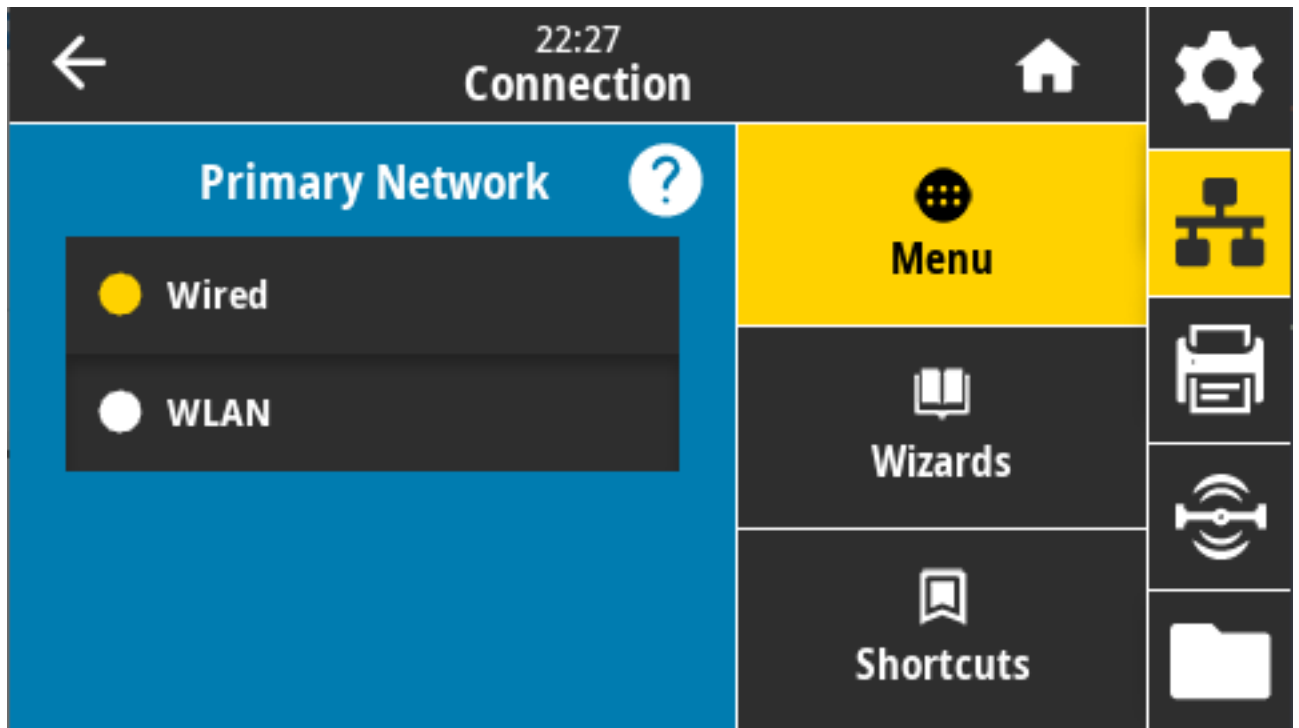 22:27
Connection
Primary Network
?
Wired
WLAN
Menu
Wizards
Shortcuts